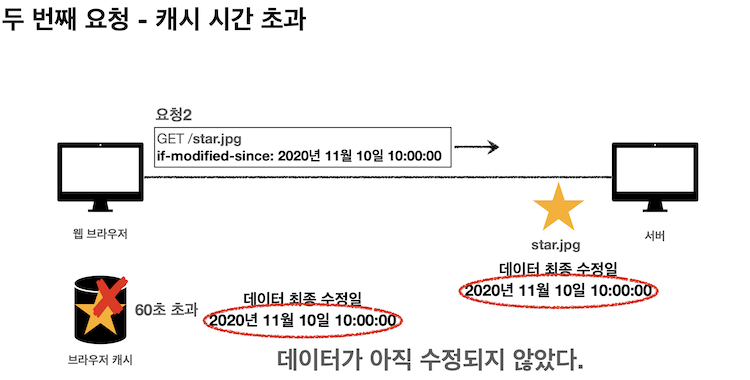 두 번째 요청 - 캐시 시간 초과
요청2
GET /star.jpg
if-modified-since: 2020년 11월 10일 10:00:00
웹 브라우저
서버
star.jpg
데이터 최종 수정일
2020년 11월 10일 10:00:00
60초 초과
데이터 최종 수정일
2020년 11월 10일 10:00:00
브라우저 캐시
데이터가 아직 수정되지 않았다.